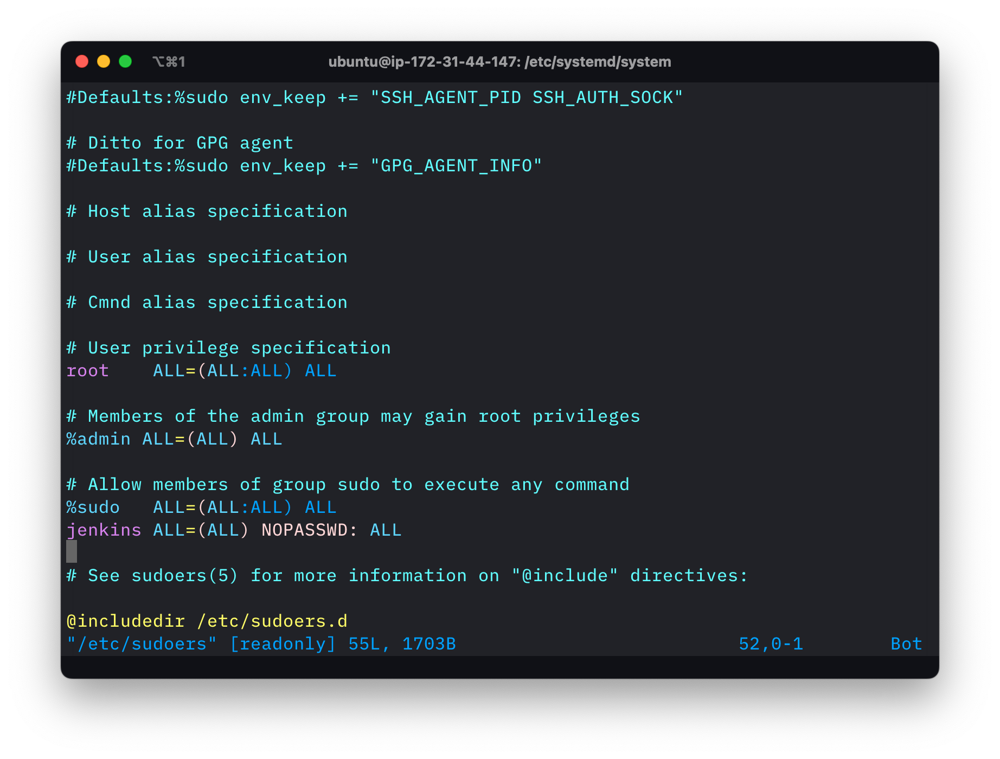 ⌥⌘1 ubuntu@ip-172-31-44-147: /etc/systemd/system
#Defaults:%sudo env_keep += "SSH_AGENT_PID SSH_AUTH_SOCK"
# Ditto for GPG agent
#Defaults:%sudo env_keep += "GPG_AGENT_INFO"
# Host alias specification
# User alias specification
# Cmnd alias specification
# User privilege specification
root    ALL=(ALL:ALL) ALL
# Members of the admin group may gain root privileges
%admin ALL=(ALL) ALL
# Allow members of group sudo to execute any command
%sudo   ALL=(ALL:ALL) ALL
jenkins ALL=(ALL) NOPASSWD: ALL
# See sudoers(5) for more information on "@include" directives:
@includedir /etc/sudoers.d
"/etc/sudoers" [readonly] 55L, 1703B 52,0-1 Bot